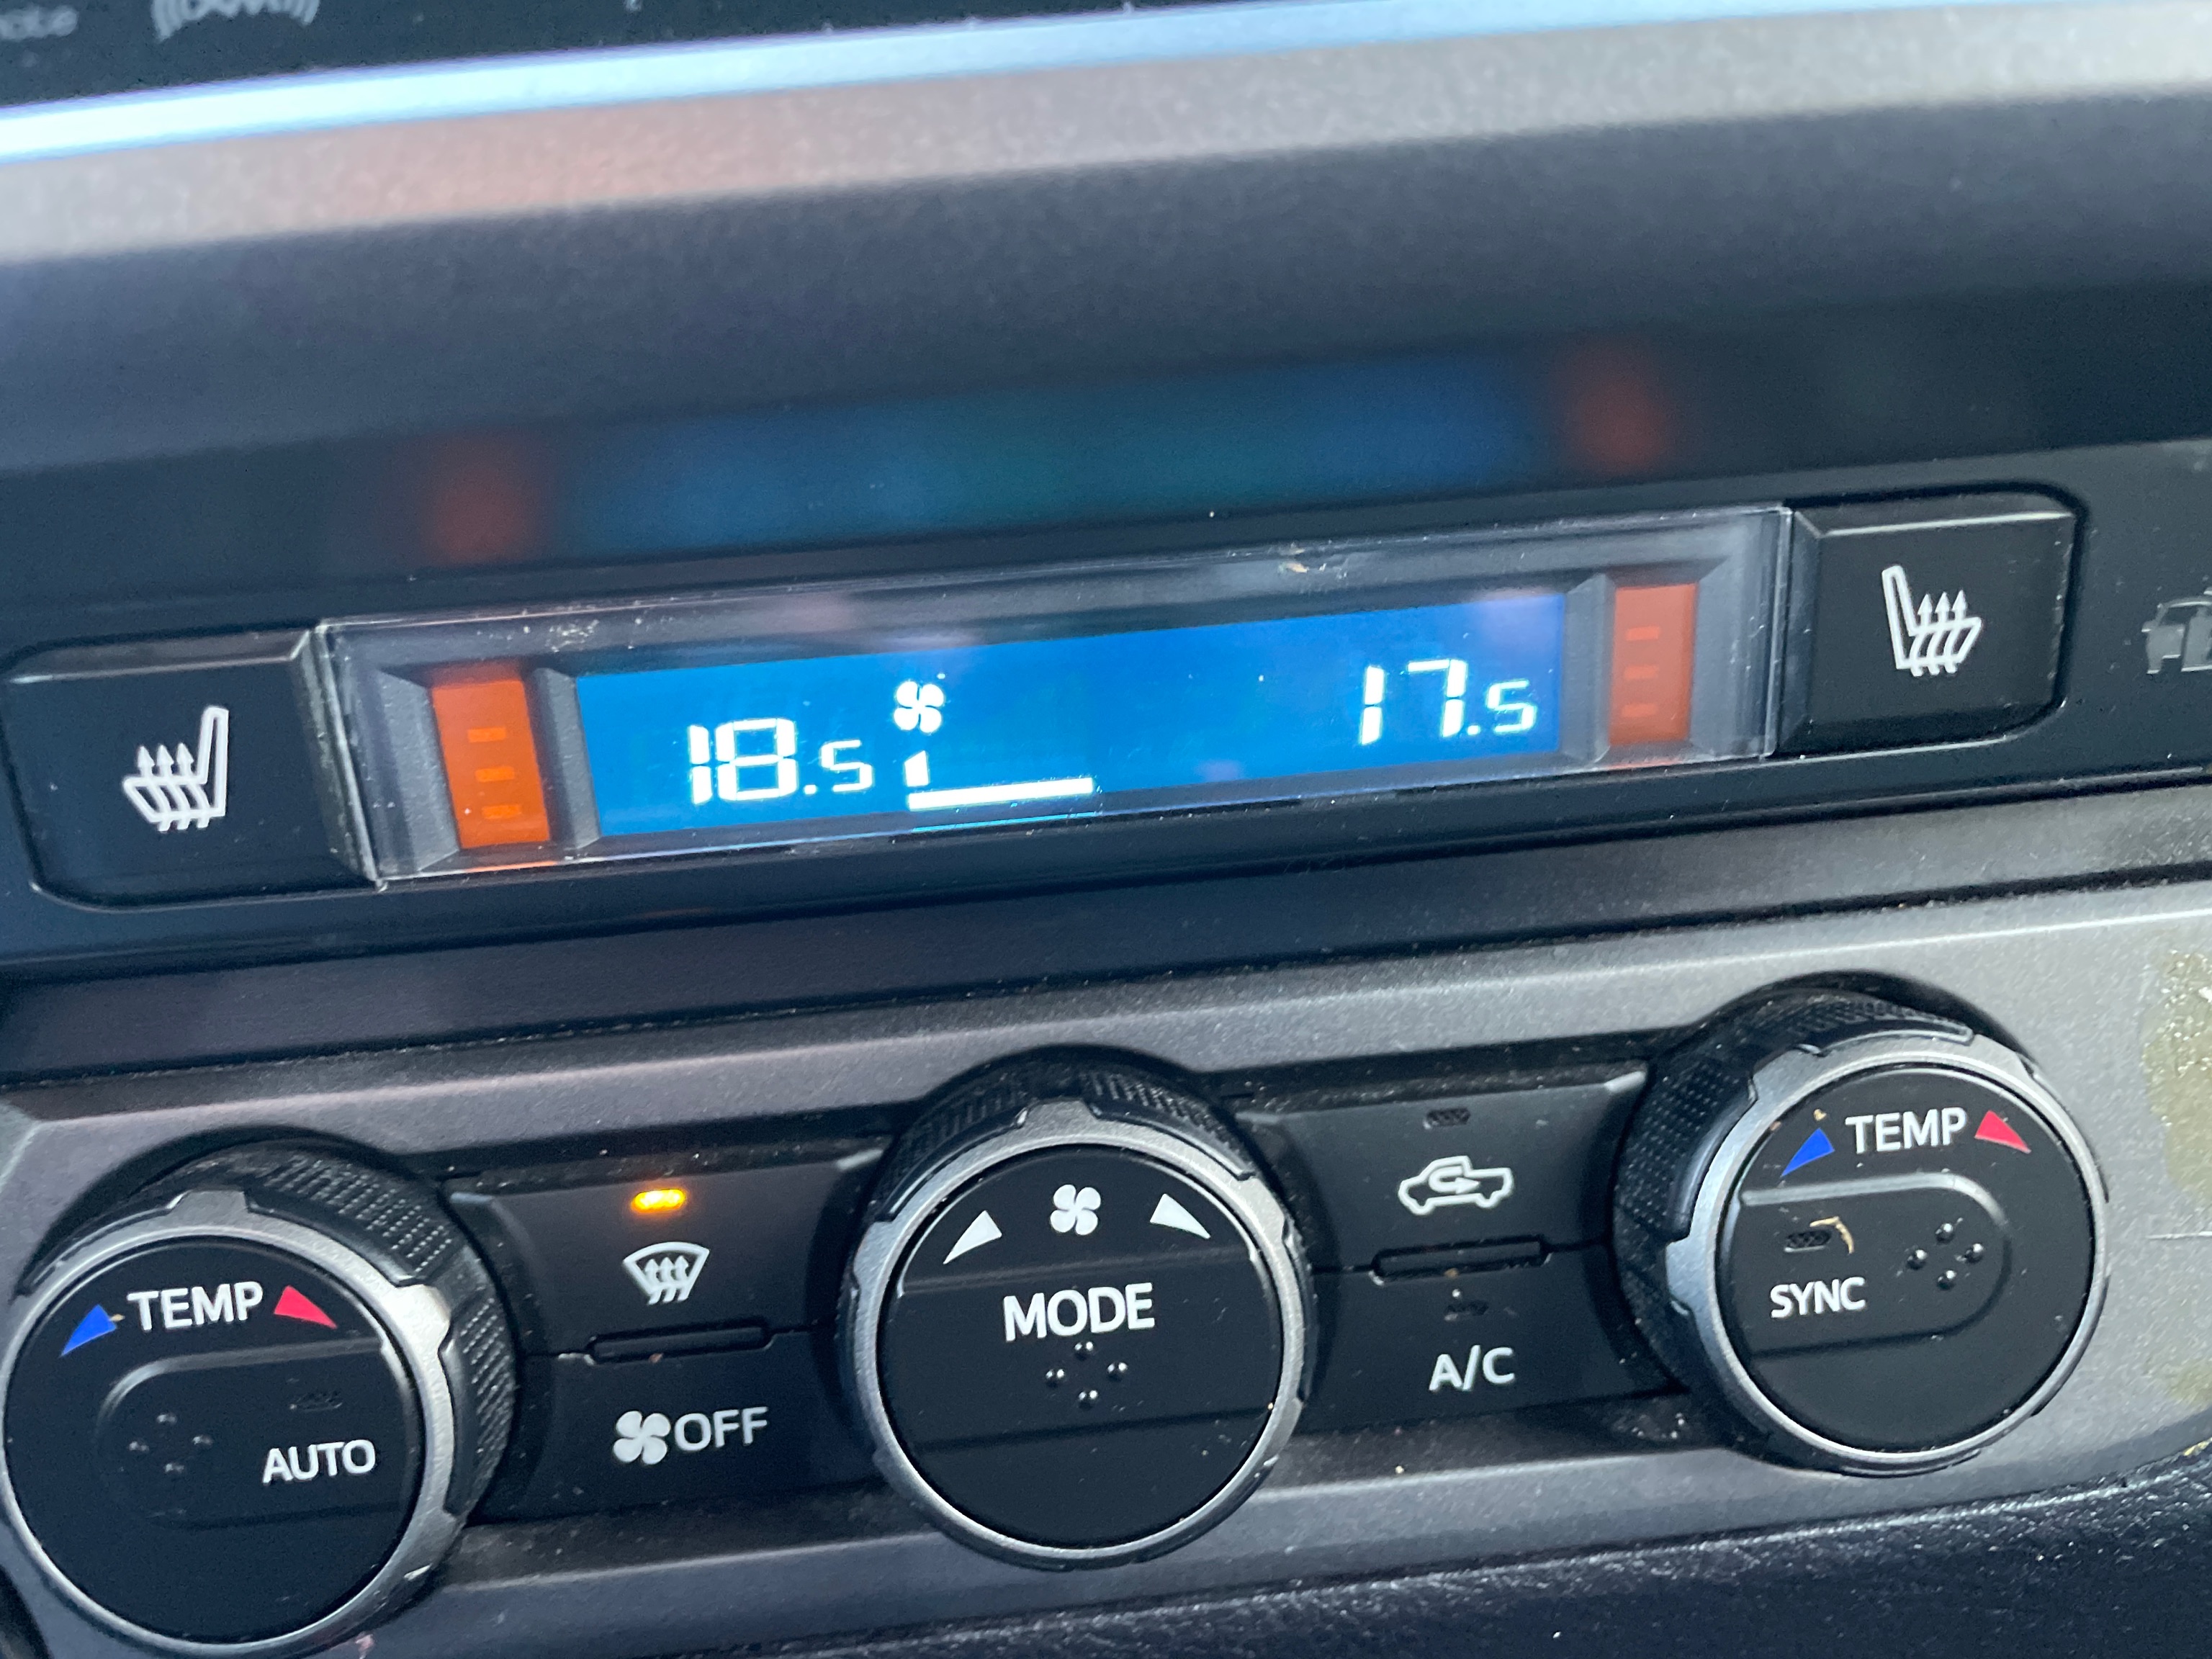 18.5
17.5
TEMP
AUTO
OFF
MODE
A/C
TEMP
SYNC